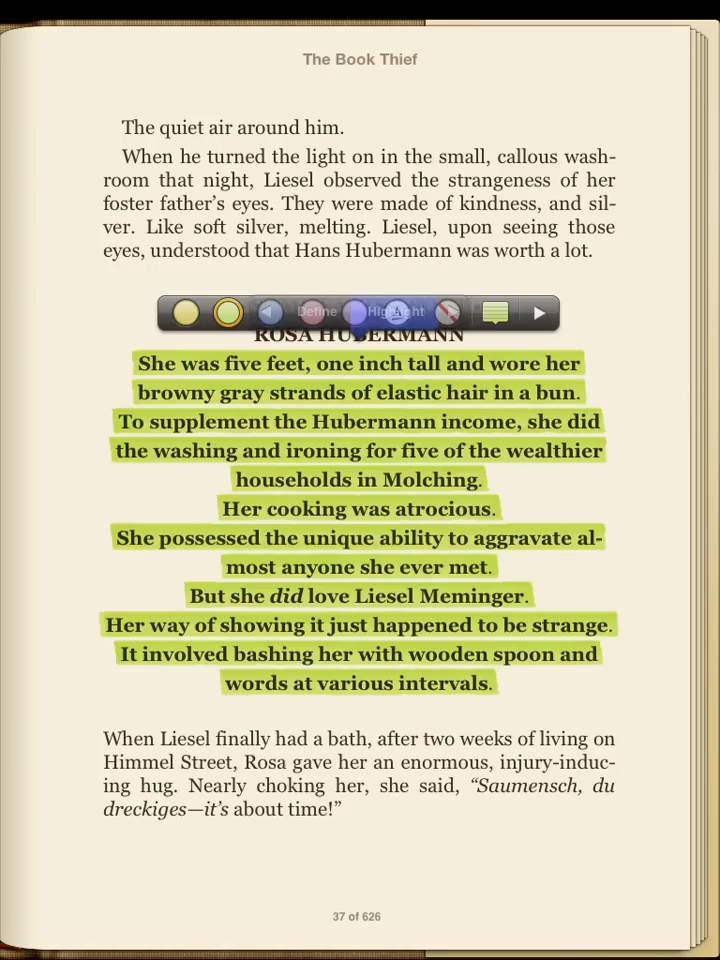 The Book Thief
The quiet air around him.
When he turned the light on in the small, callous wash-
room that night, Liesel observed the strangeness of her
foster father's eyes. They were made of kindness, and sil-
ver. Like soft silver, melting. Liesel, upon seeing those
eyes, understood that Hans Hubermann was worth a lot.
Define Highlight
ROSA HUBERMANN
She was five feet, one inch tall and wore her
browny gray strands of elastic hair in a bun.
To supplement the Hubermann income, she did
the washing and ironing for five of the wealthier
households in Molching.
Her cooking was atrocious.
She possessed the unique ability to aggravate al-
most anyone she ever met.
But she did love Liesel Meminger.
Her way of showing it just happened to be strange.
It involved bashing her with wooden spoon and
words at various intervals.
When Liesel finally had a bath, after two weeks of living on
Himmel Street, Rosa gave her an enormous, injury-induc-
ing hug. Nearly choking her, she said, “Saumensch, du
dreckiges—it's about time!”
37 of 626